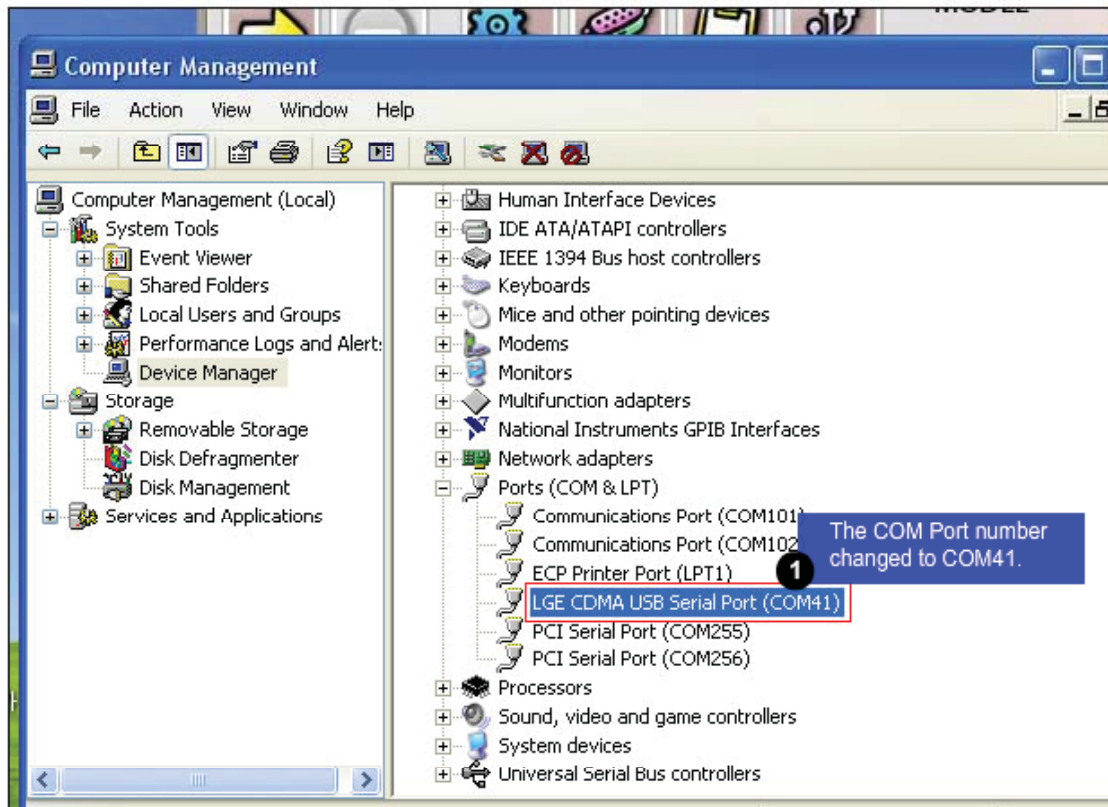 Computer Management
File Action View Window Help
Computer Management (Local)
System Tools
Event Viewer
Shared Folders
Local Users and Groups
Performance Logs and Alert
Device Manager
Storage
Removable Storage
Disk Defragmenter
Disk Management
Services and Applications
Human Interface Devices
IDE ATA/ATAPI controllers
IEEE 1394 Bus host controllers
Keyboards
Mice and other pointing devices
Modems
Monitors
Multifunction adapters
National Instruments GPIB Interfaces
Network adapters
Ports (COM & LPT)
Communications Port (COM101)
Communications Port (COM102
ECP Printer Port (LPT1)
LGE CDMA USB Serial Port (COM41)
PCI Serial Port (COM255)
PCI Serial Port (COM256)
Processors
Sound, video and game controllers
System devices
Universal Serial Bus controllers
1
The COM Port number
changed to COM41.